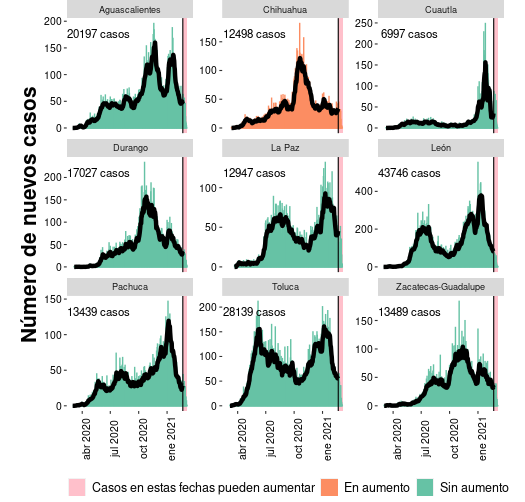 Número de nuevos casos
Aguascalientes
Chihuahua
Cuautla
20197 casos
12498 casos
6997 casos
200
150
100
50
0
150
100
50
0
250
200
150
100
50
0
Durango
La Paz
León
17027 casos
12947 casos
43746 casos
200
150
100
50
0
100
50
0
400
200
0
Pachuca
Toluca
Zacatecas-Guadalupe
13439 casos
28139 casos
13489 casos
150
100
50
0
200
150
100
50
0
150
100
50
0
abr 2020
jul 2020
oct 2020
ene 2021
abr 2020
jul 2020
oct 2020
ene 2021
abr 2020
jul 2020
oct 2020
ene 2021
Casos en estas fechas pueden aumentar
En aumento
Sin aumento